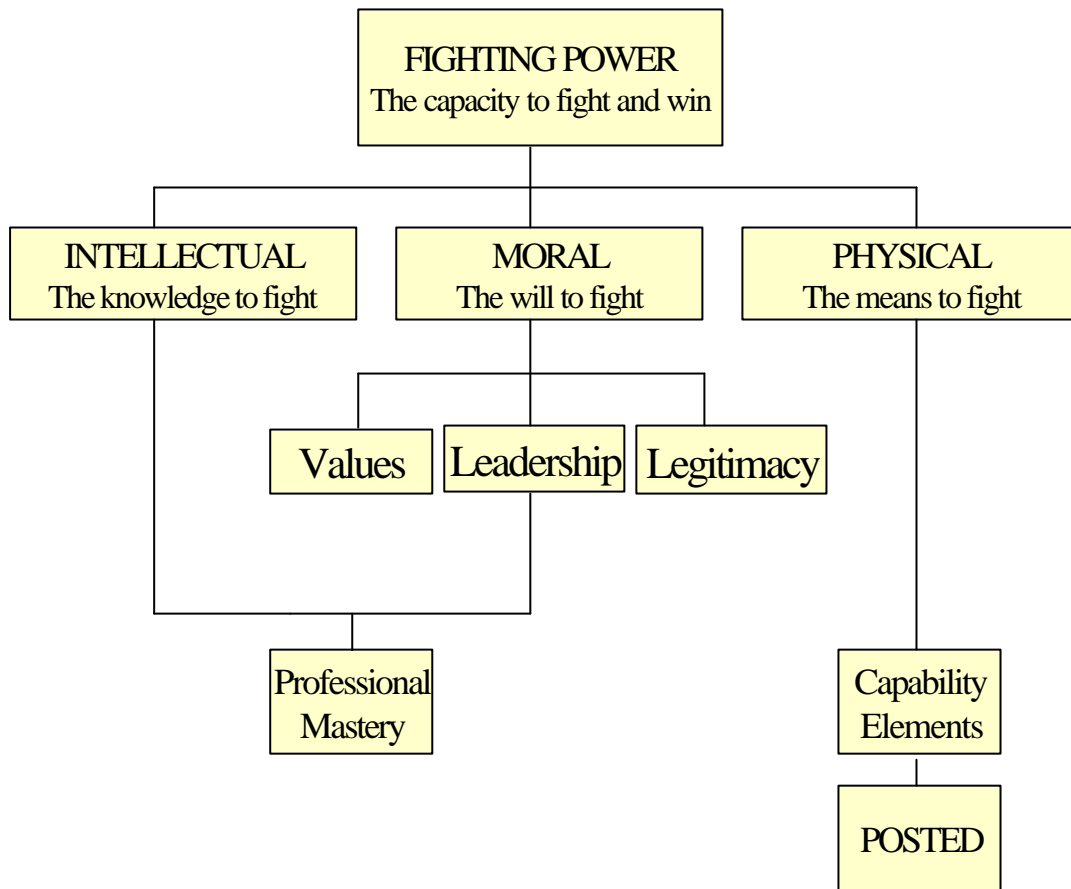 FIGHTING POWER
The capacity to fight and win
INTELLECTUAL
The knowledge to fight
MORAL
The will to fight
PHYSICAL
The means to fight
Values
Leadership
Legitimacy
Professional
Mastery
Capability
Elements
POSTED